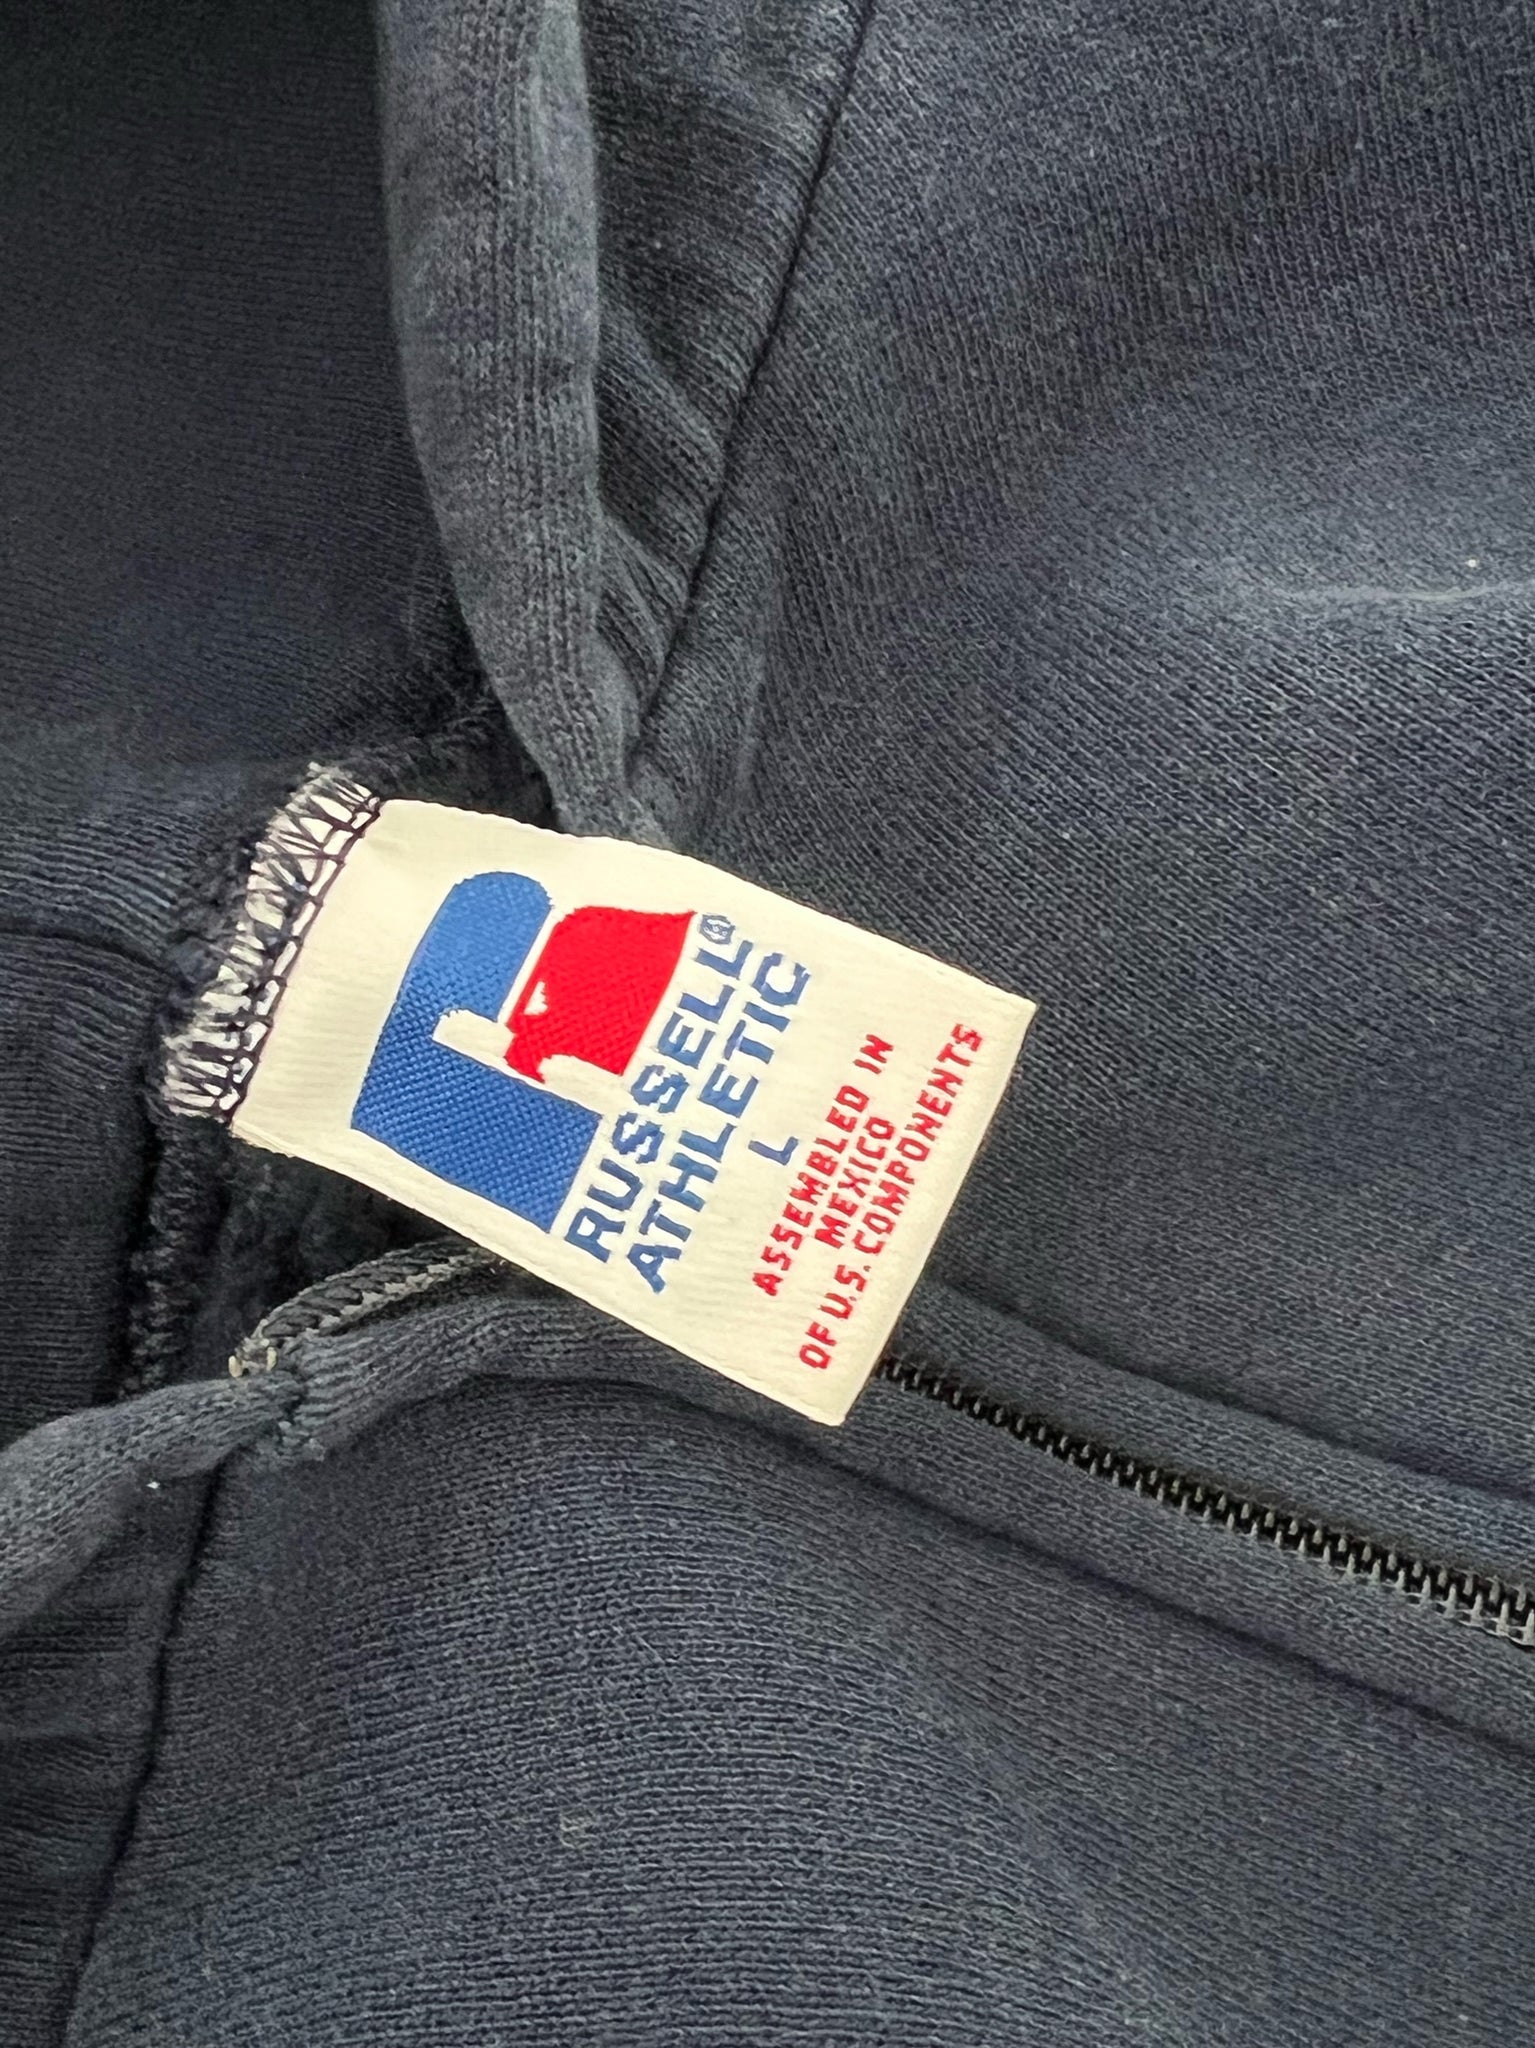 RUSSELL®
ATHLETIC
L
ASSEMBLED IN
MEXICO
OF U.S. COMPONENTS